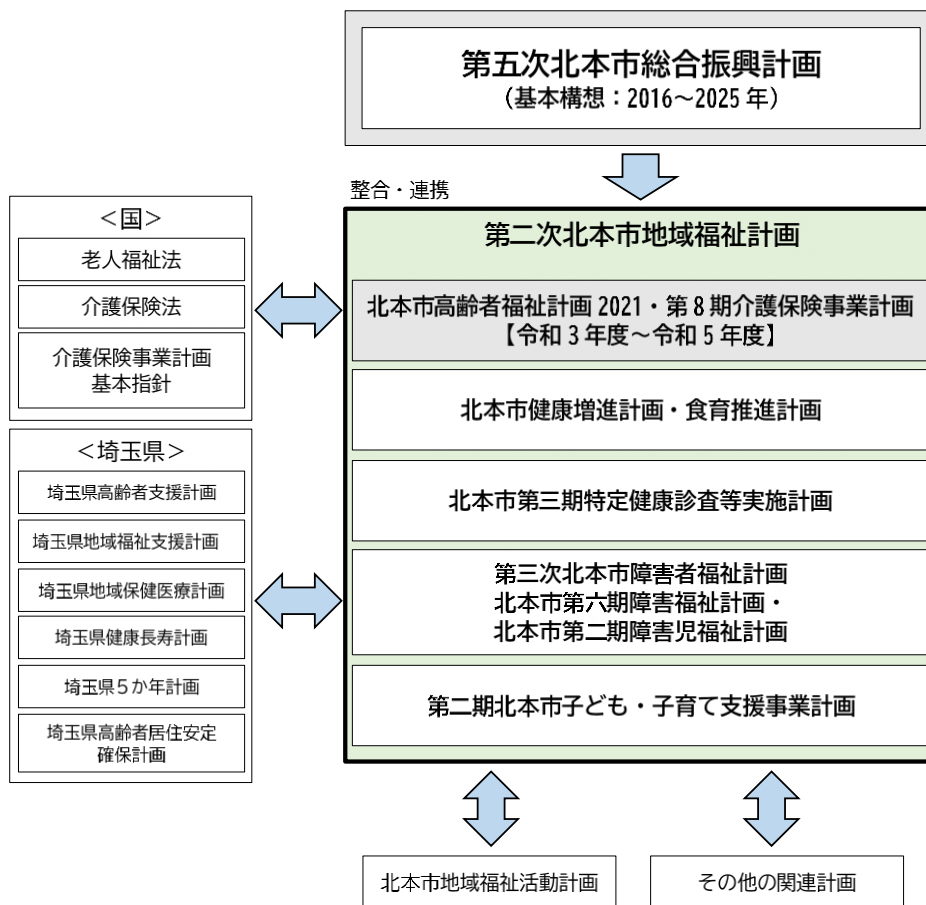 第五次北本市総合振興計画
（基本構想：2016～2025 年）
整合・連携
＜国＞
老人福祉法
介護保険法
介護保険事業計画
基本指針
＜埼玉県＞
埼玉県高齢者支援計画
埼玉県地域福祉支援計画
埼玉県地域保健医療計画
埼玉県健康長寿計画
埼玉県５か年計画
埼玉県高齢者居住安定
確保計画
第二次北本市地域福祉計画
北本市高齢者福祉計画 2021・第 8 期介護保険事業計画
【令和 3 年度～令和 5 年度】
北本市健康増進計画・食育推進計画
北本市第三期特定健康診査等実施計画
第三次北本市障害者福祉計画
北本市第六期障害福祉計画・
北本市第二期障害児福祉計画
第二期北本市子ども・子育て支援事業計画
北本市地域福祉活動計画
その他の関連計画